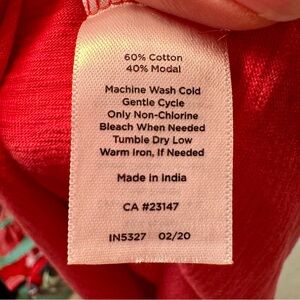 60% Cotton
40% Modal
Machine Wash Cold
Gentle Cycle
Only Non-Chlorine
Bleach When Needed
Tumble Dry Low
Warm Iron, If Needed
Made in India
CA #23147
IN5327 02/20